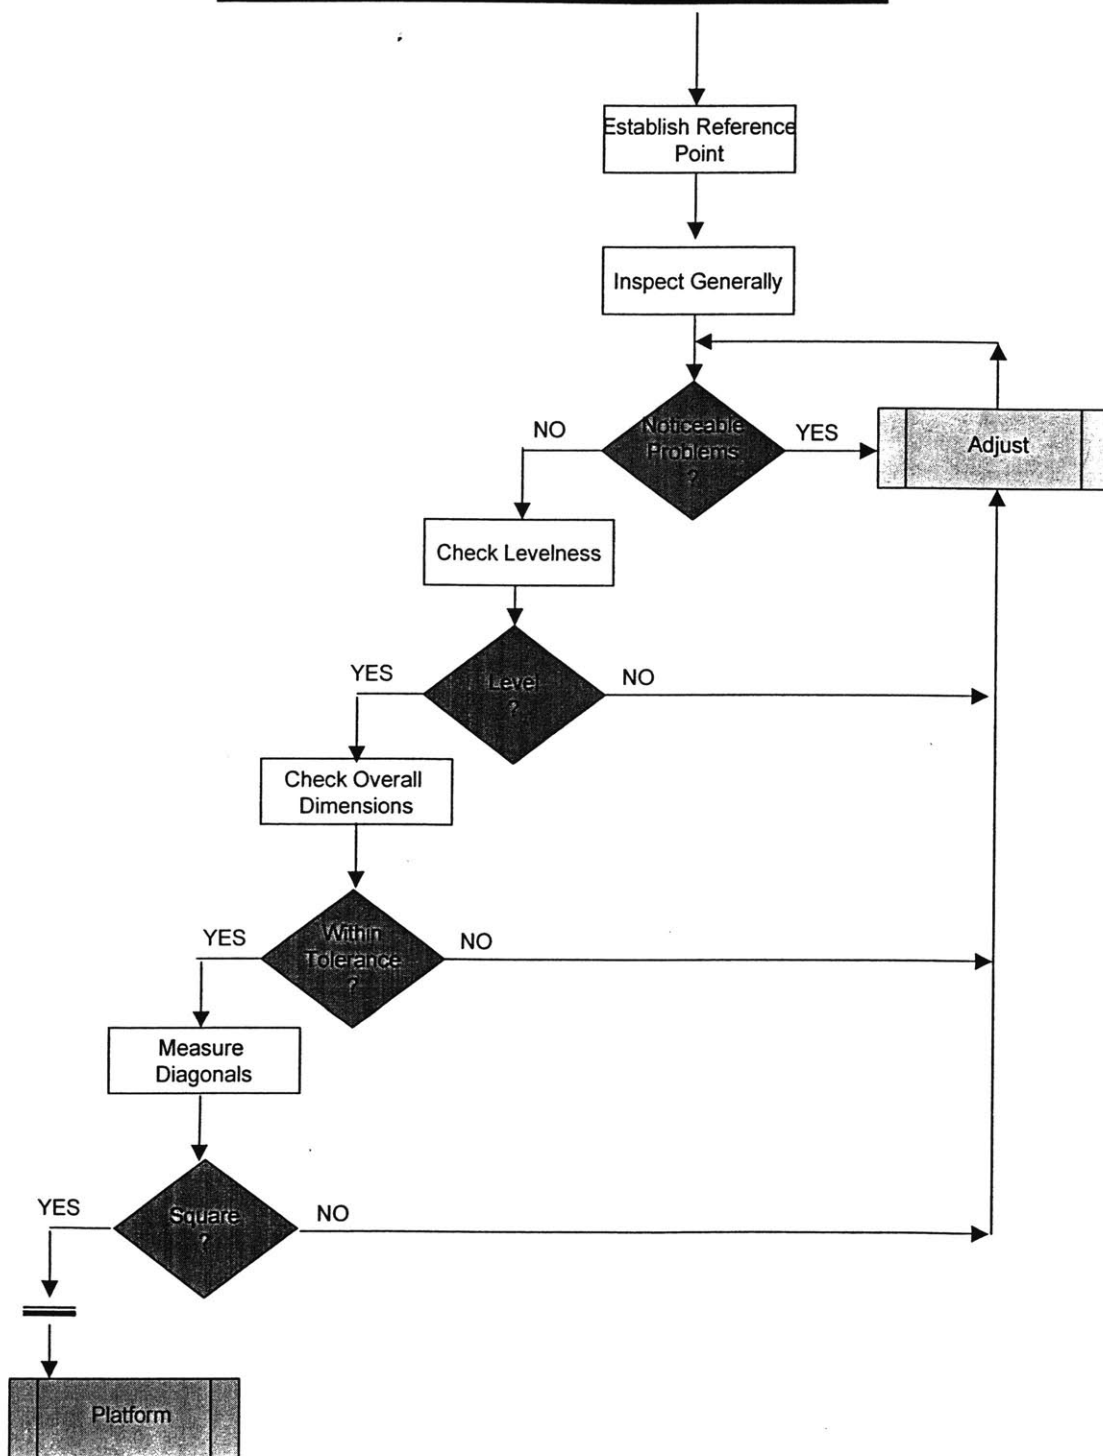 Establish Reference
Point
Inspect Generally
Noticeable
Problems
?
NO
YES
Adjust
Check Levelness
Level
?
YES
NO
Check Overall
Dimensions
Within
Tolerance
?
YES
NO
Measure
Diagonals
Square
?
YES
NO
Platform